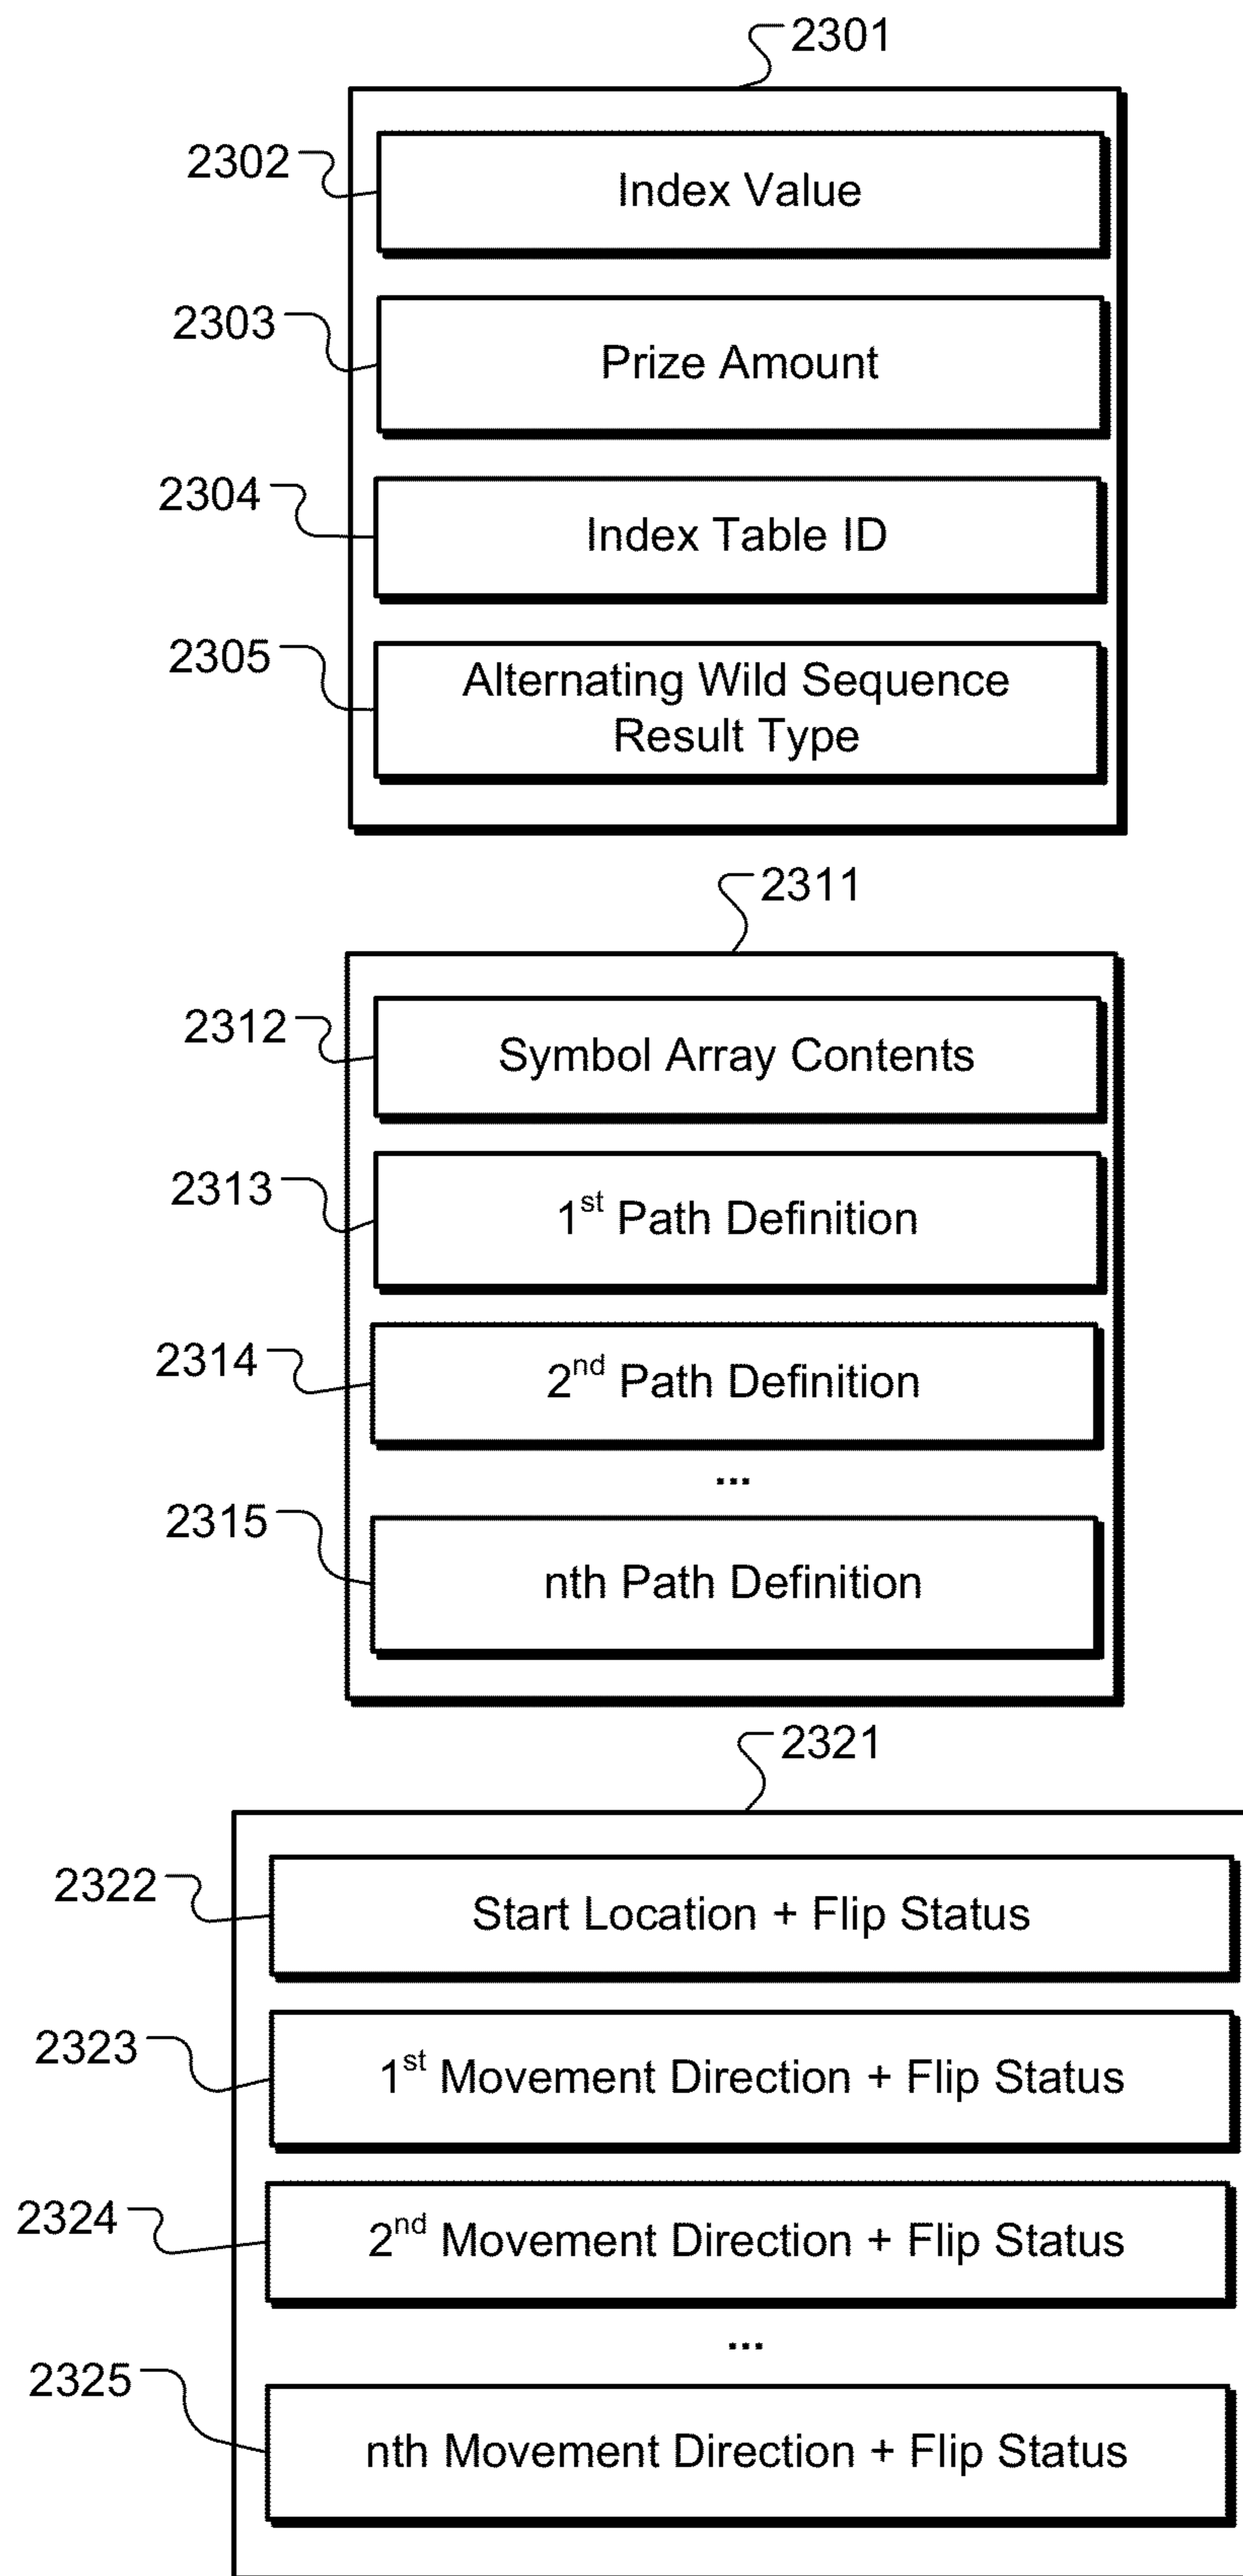 2301
2302
Index Value
2303
Prize Amount
2304
Index Table ID
2305
Alternating Wild Sequence
Result Type
2311
2312
Symbol Array Contents
2313
1st Path Definition
2314
2nd Path Definition
...
2315
nth Path Definition
2321
2322
Start Location + Flip Status
2323
1st Movement Direction + Flip Status
2324
2nd Movement Direction + Flip Status
...
2325
nth Movement Direction + Flip Status